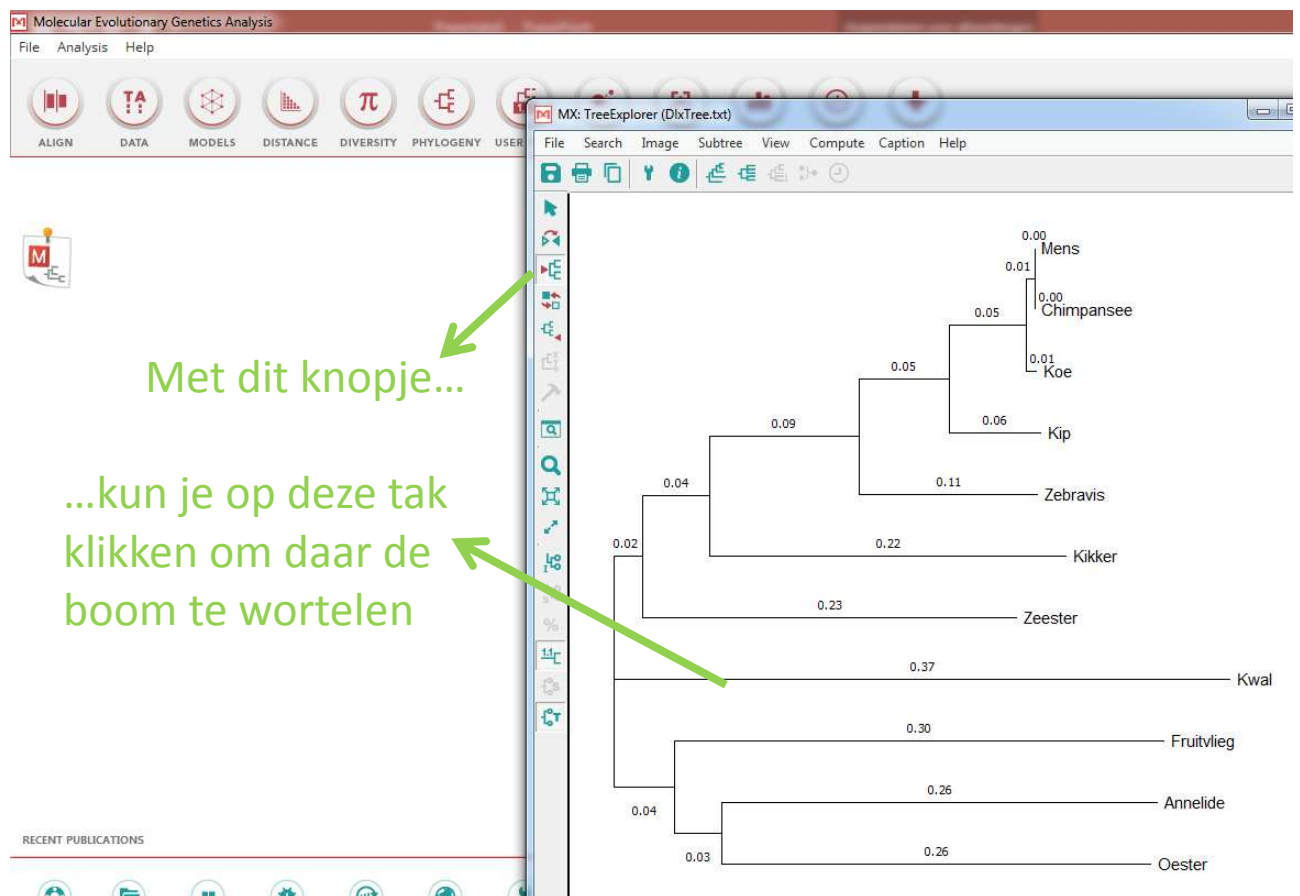 Molecular Evolutionary Genetics Analysis
File Analysis Help
ALIGN DATA MODELS DISTANCE DIVERSITY PHYLOGENY USER
MX: TreeExplorer (DlxTree.txt)
File Search Image Subtree View Compute Caption Help
Met dit knopje...
...kun je op deze tak
klikken om daar de
boom te wortelen
0.00
Mens
0.01
0.00
Chimpansee
0.05
0.01
Koe
0.05
0.06
Kip
0.09
0.11
Zebravis
0.04
0.22
Kikker
0.02
0.23
Zeester
0.37
Kwal
0.30
Fruitvlieg
0.04
0.26
Annelide
0.03
0.26
Oester
RECENT PUBLICATIONS